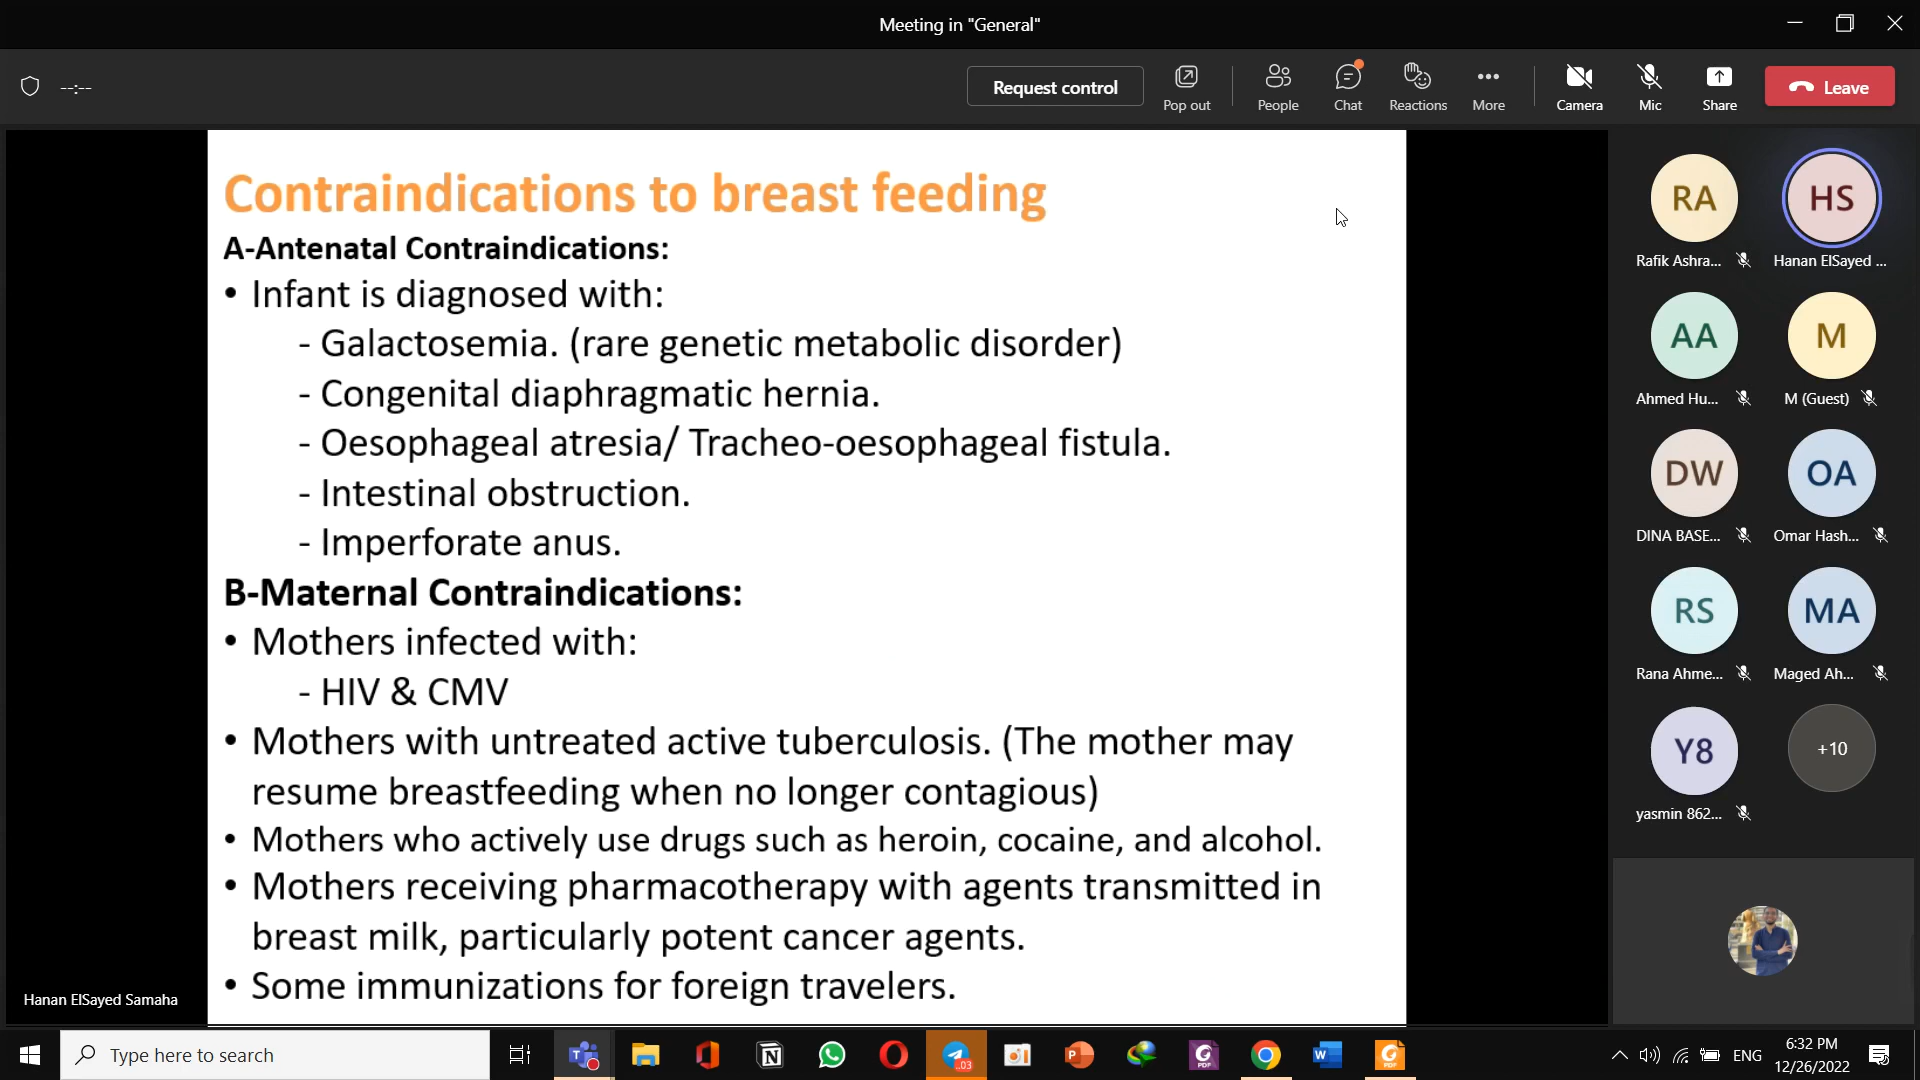 Meeting in "General"
--:--
Request control
Pop out
People
Chat
Reactions
More
Camera
Mic
Share
Leave
Contraindications to breast feeding
A-Antenatal Contraindications:
• Infant is diagnosed with:
- Galactosemia. (rare genetic metabolic disorder)
- Congenital diaphragmatic hernia.
- Oesophageal atresia/ Tracheo-oesophageal fistula.
- Intestinal obstruction.
- Imperforate anus.
B-Maternal Contraindications:
• Mothers infected with:
- HIV & CMV
• Mothers with untreated active tuberculosis. (The mother may
resume breastfeeding when no longer contagious)
• Mothers who actively use drugs such as heroin, cocaine, and alcohol.
• Mothers receiving pharmacotherapy with agents transmitted in
breast milk, particularly potent cancer agents.
• Some immunizations for foreign travelers.
Hanan ElSayed Samaha
RA
HS
Rafik Ashra...
Hanan ElSayed ...
AA
M
Ahmed Hu...
M (Guest)
DW
OA
DINA BASE...
Omar Hash...
RS
MA
Rana Ahme...
Maged Ah...
Y8
+10
yasmin 862...
Type here to search
..03
PDF
PDF
ENG
6:32 PM
12/26/2022